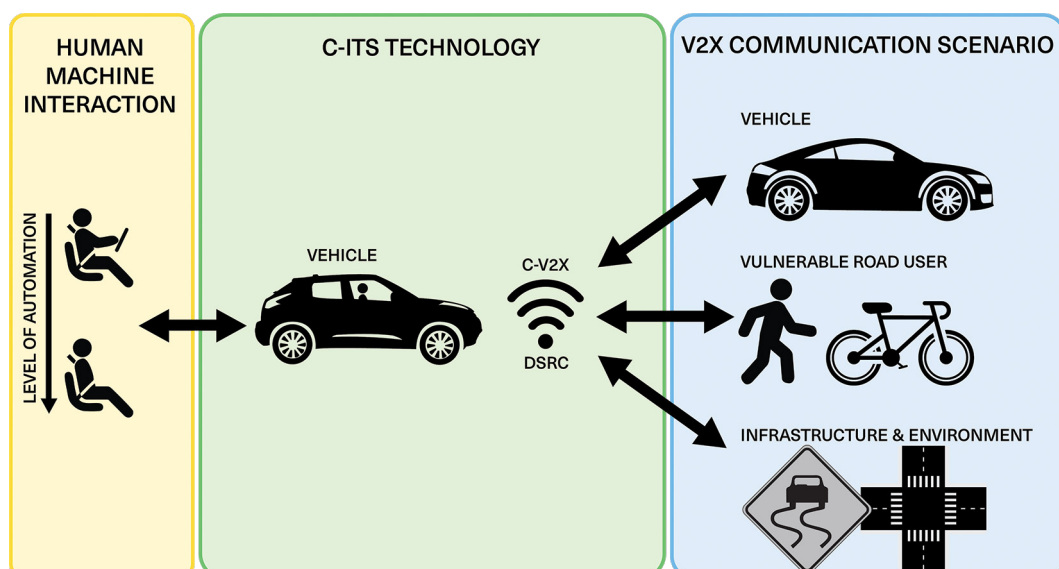 HUMAN
MACHINE
INTERACTION
LEVEL OF AUTOMATION
C-ITS TECHNOLOGY
VEHICLE
C-V2X
DSRC
V2X COMMUNICATION SCENARIO
VEHICLE
VULNERABLE ROAD USER
INFRASTRUCTURE & ENVIRONMENT